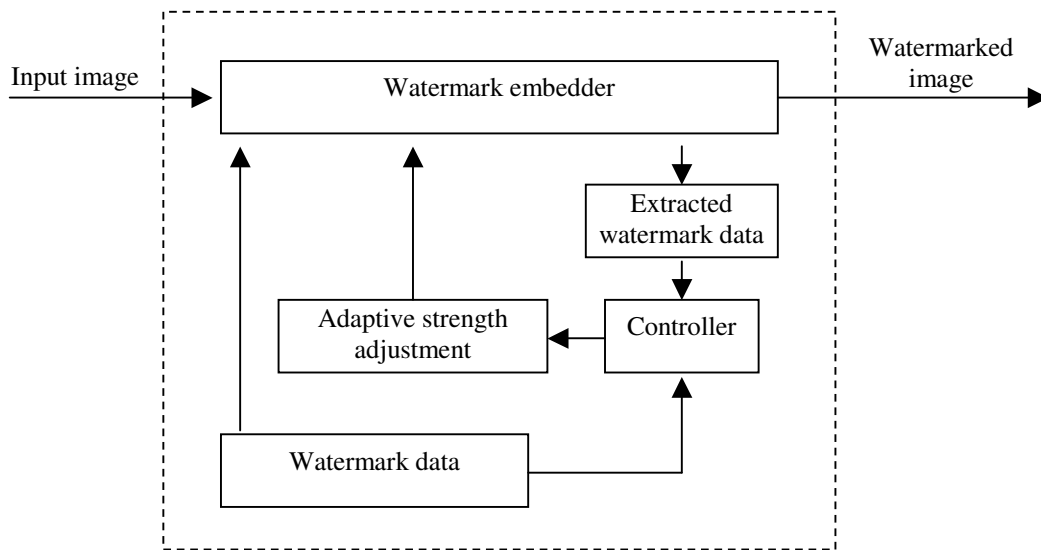 Input image
Watermark embedder
Watermarked
image
Extracted
watermark data
Adaptive strength
adjustment
Controller
Watermark data